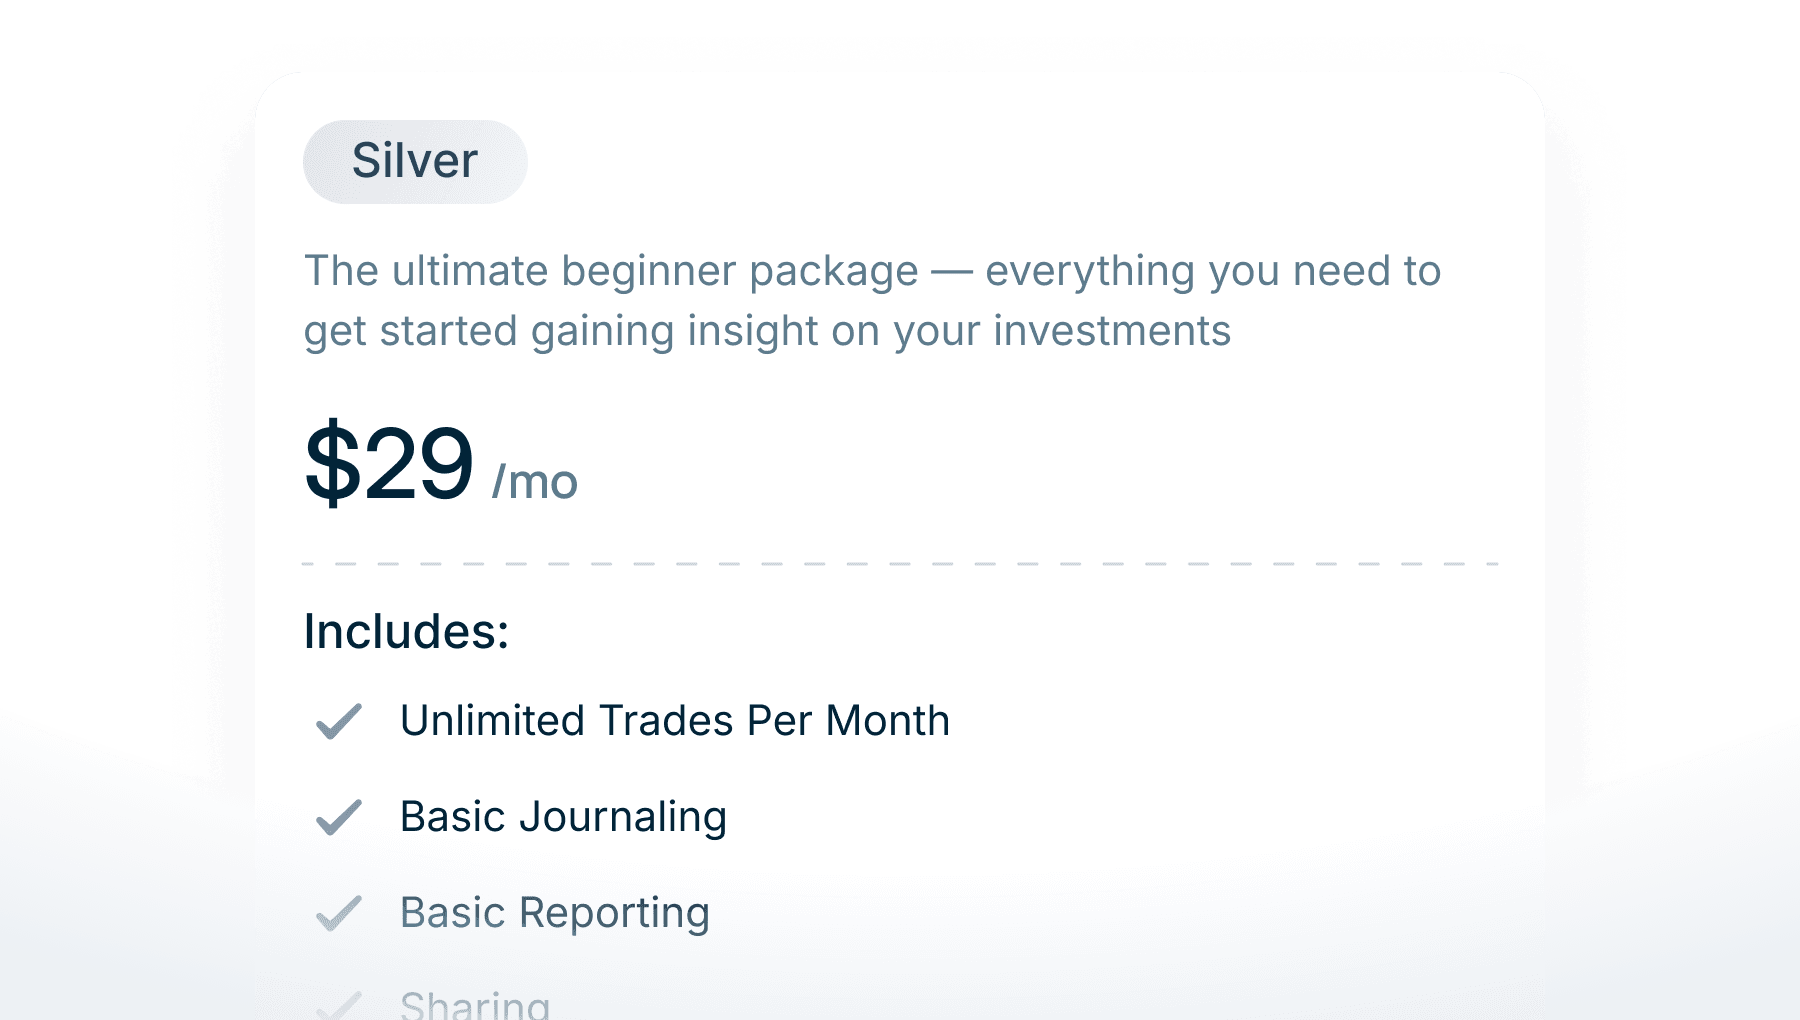 Silver
The ultimate beginner package — everything you need to
get started gaining insight on your investments
$29 /mo
Includes:
Unlimited Trades Per Month
Basic Journaling
Basic Reporting
Sharing